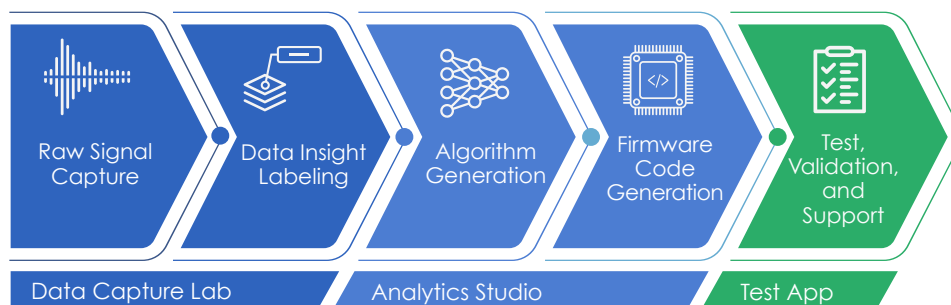 Raw Signal
Capture
Data Insight
Labeling
Algorithm
Generation
</>
Firmware
Code
Generation
Test,
Validation,
and
Support
Data Capture Lab
Analytics Studio
Test App